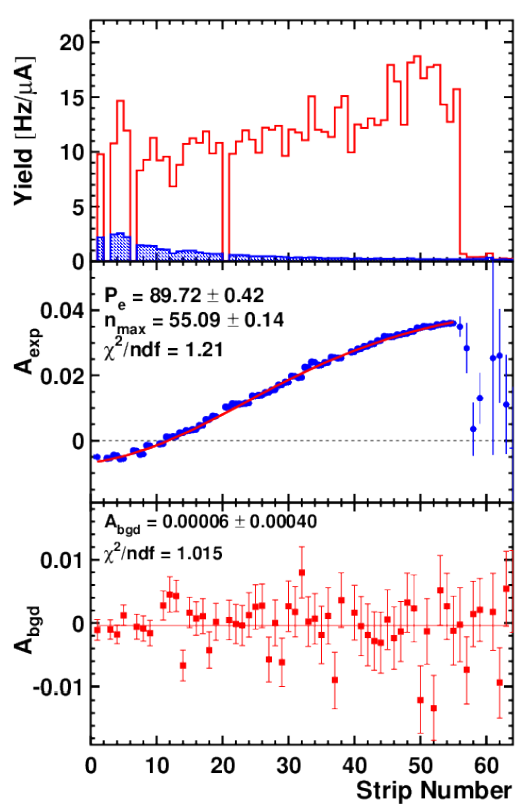 Yield [Hz/μA]
20
15
10
5
0
A_exp
0.04
0.02
0
P_e = 89.72 ± 0.42
n_max = 55.09 ± 0.14
χ²/ndf = 1.21
A_bgd
0.01
0
-0.01
A_bgd = 0.00006 ± 0.00040
χ²/ndf = 1.015
0 10 20 30 40 50 60
Strip Number